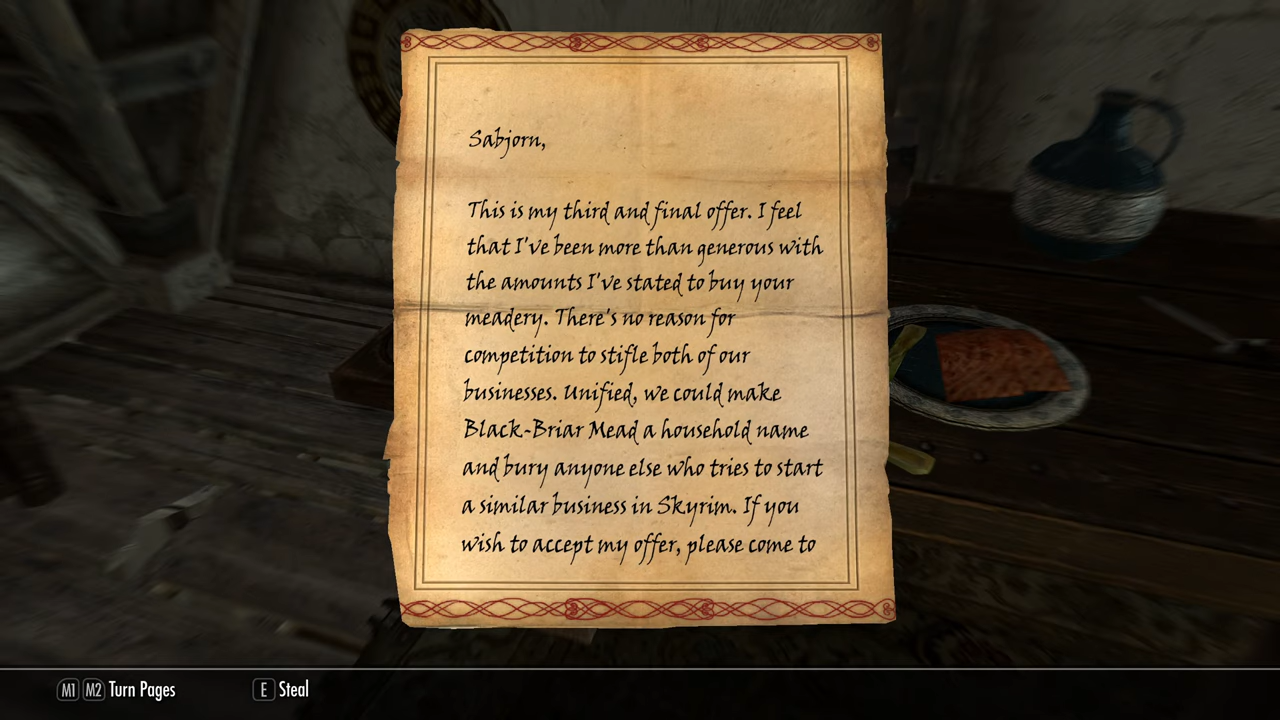 Sabjorn,
This is my third and final offer. I feel
that I've been more than generous with
the amounts I've stated to buy your
meadery. There's no reason for
competition to stifle both of our
businesses. Unified, we could make
Black-Briar Mead a household name
and bury anyone else who tries to start
a similar business in Skyrim. If you
wish to accept my offer, please come to
M1 M2 Turn Pages
E Steal